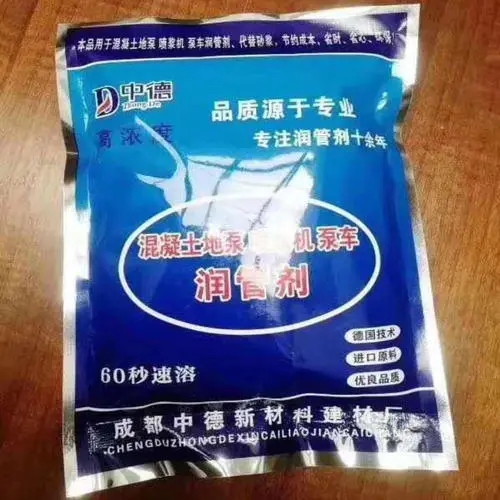 本品用于混凝土地泵 喷浆机 泵车润管剂、代替砂浆,节约成本、省时、省心、环保
中德
Zhong De
高浓度
品质源于专业
专注润管剂十余年
混凝土地泵 机 泵车
润管剂
德国技术
进口原料
优良品质
60秒速溶
成都中德新材料建材厂
CHENGDUZHONGDEXINCAILIAOJIANCAICHANG